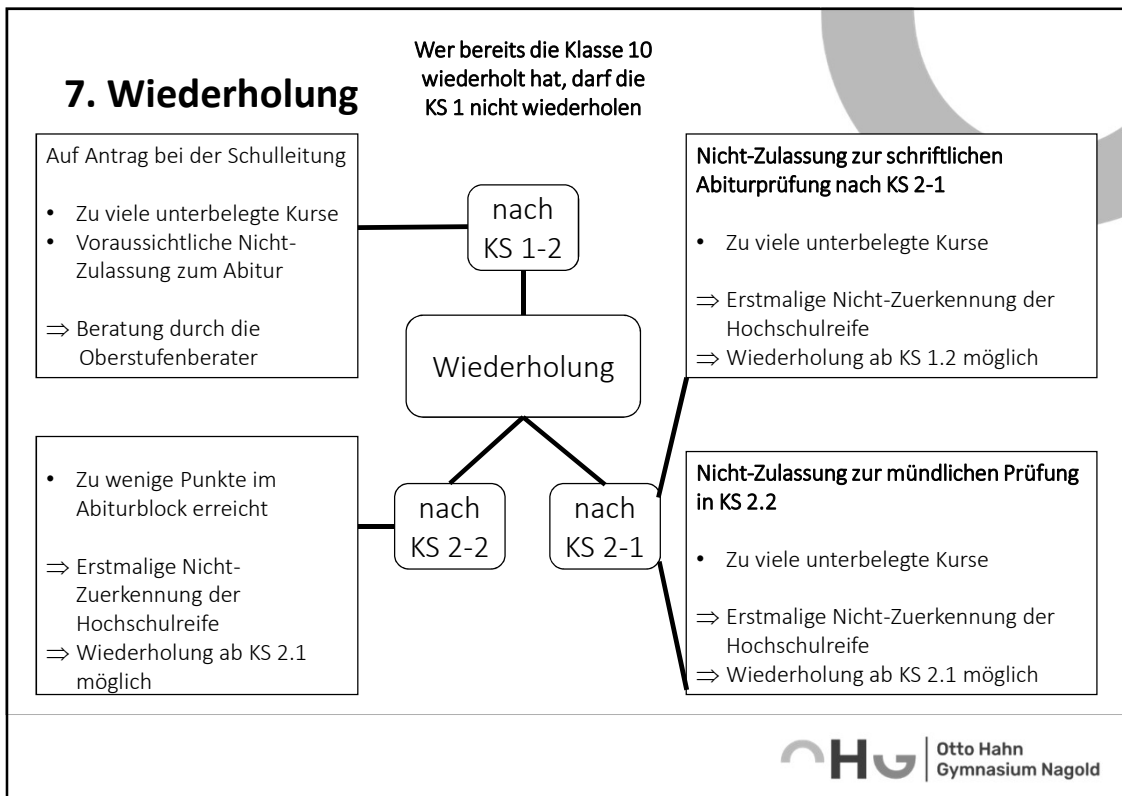 7. Wiederholung
Wer bereits die Klasse 10
wiederholt hat, darf die
KS 1 nicht wiederholen
Auf Antrag bei der Schulleitung
• Zu viele unterbelegte Kurse
• Voraussichtliche Nicht-
Zulassung zum Abitur
⇒ Beratung durch die
Oberstufenberater
nach
KS 1-2
Wiederholung
Nicht-Zulassung zur schriftlichen
Abiturprüfung nach KS 2-1
• Zu viele unterbelegte Kurse
⇒ Erstmalige Nicht-Zuerkennung der
Hochschulreife
⇒ Wiederholung ab KS 1.2 möglich
• Zu wenige Punkte im
Abiturblock erreicht
⇒ Erstmalige Nicht-
Zuerkennung der
Hochschulreife
⇒ Wiederholung ab KS 2.1
möglich
nach
KS 2-2
nach
KS 2-1
Nicht-Zulassung zur mündlichen Prüfung
in KS 2.2
• Zu viele unterbelegte Kurse
⇒ Erstmalige Nicht-Zuerkennung der
Hochschulreife
⇒ Wiederholung ab KS 2.1 möglich
OHG
Otto Hahn
Gymnasium Nagold